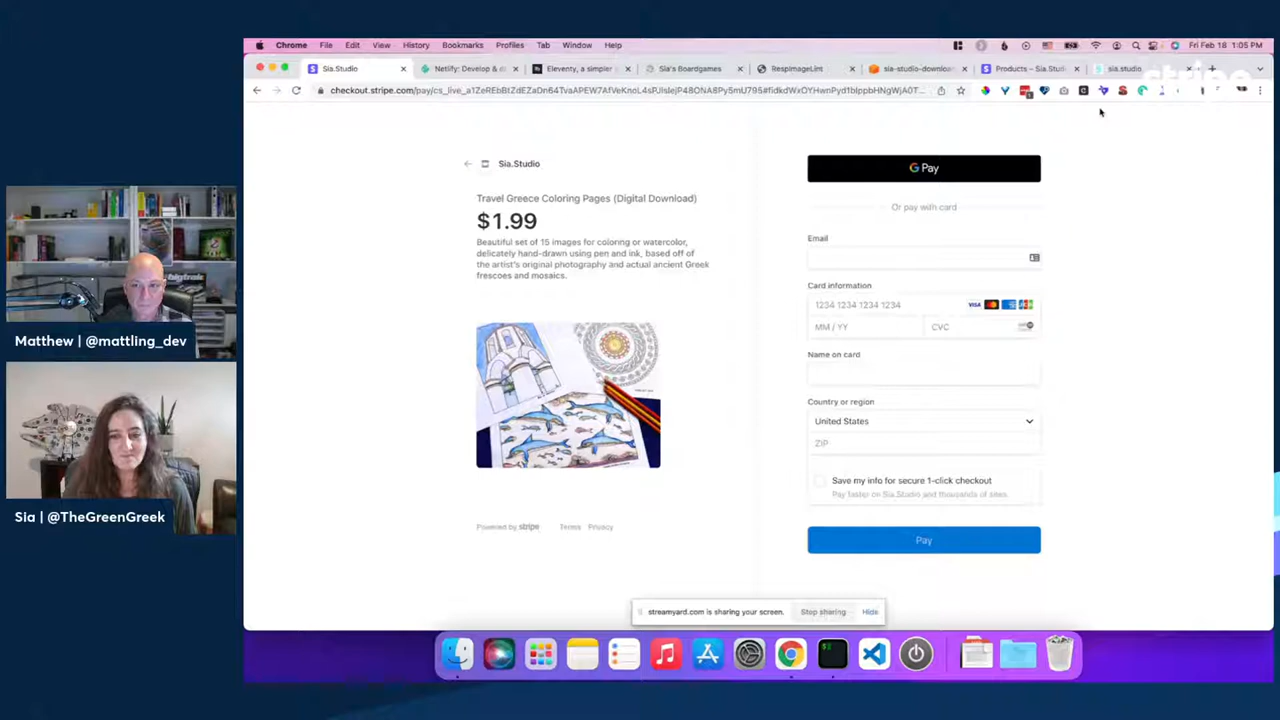 Chrome File Edit View History Bookmarks Profiles Tab Window Help
Fri Feb 18 1:05 PM
Sia.Studio
Netlify: Develop & d
Eleventy, a simpler s
Sia's Boardgames
RespImageLint
sia-studio-downloa
Products – Sia.Studi
sia.studio
stripe
Sia.Studio
Travel Greece Coloring Pages (Digital Download)
$1.99
Beautiful set of 15 images for coloring or watercolor,
delicately hand-drawn using pen and ink, based off of
the artist's original photography and actual ancient Greek
frescoes and mosaics.
Powered by stripe Terms Privacy
G Pay
Or pay with card
Email
Card information
1234 1234 1234 1234 VISA
MM / YY CVC
Name on card
Country or region
United States
ZIP
Save my info for secure 1-click checkout
Pay faster on Sia.Studio and thousands of sites.
Pay
streamyard.com is sharing your screen. Stop sharing Hide
Matthew | @mattling_dev
Sia | @TheGreenGreek